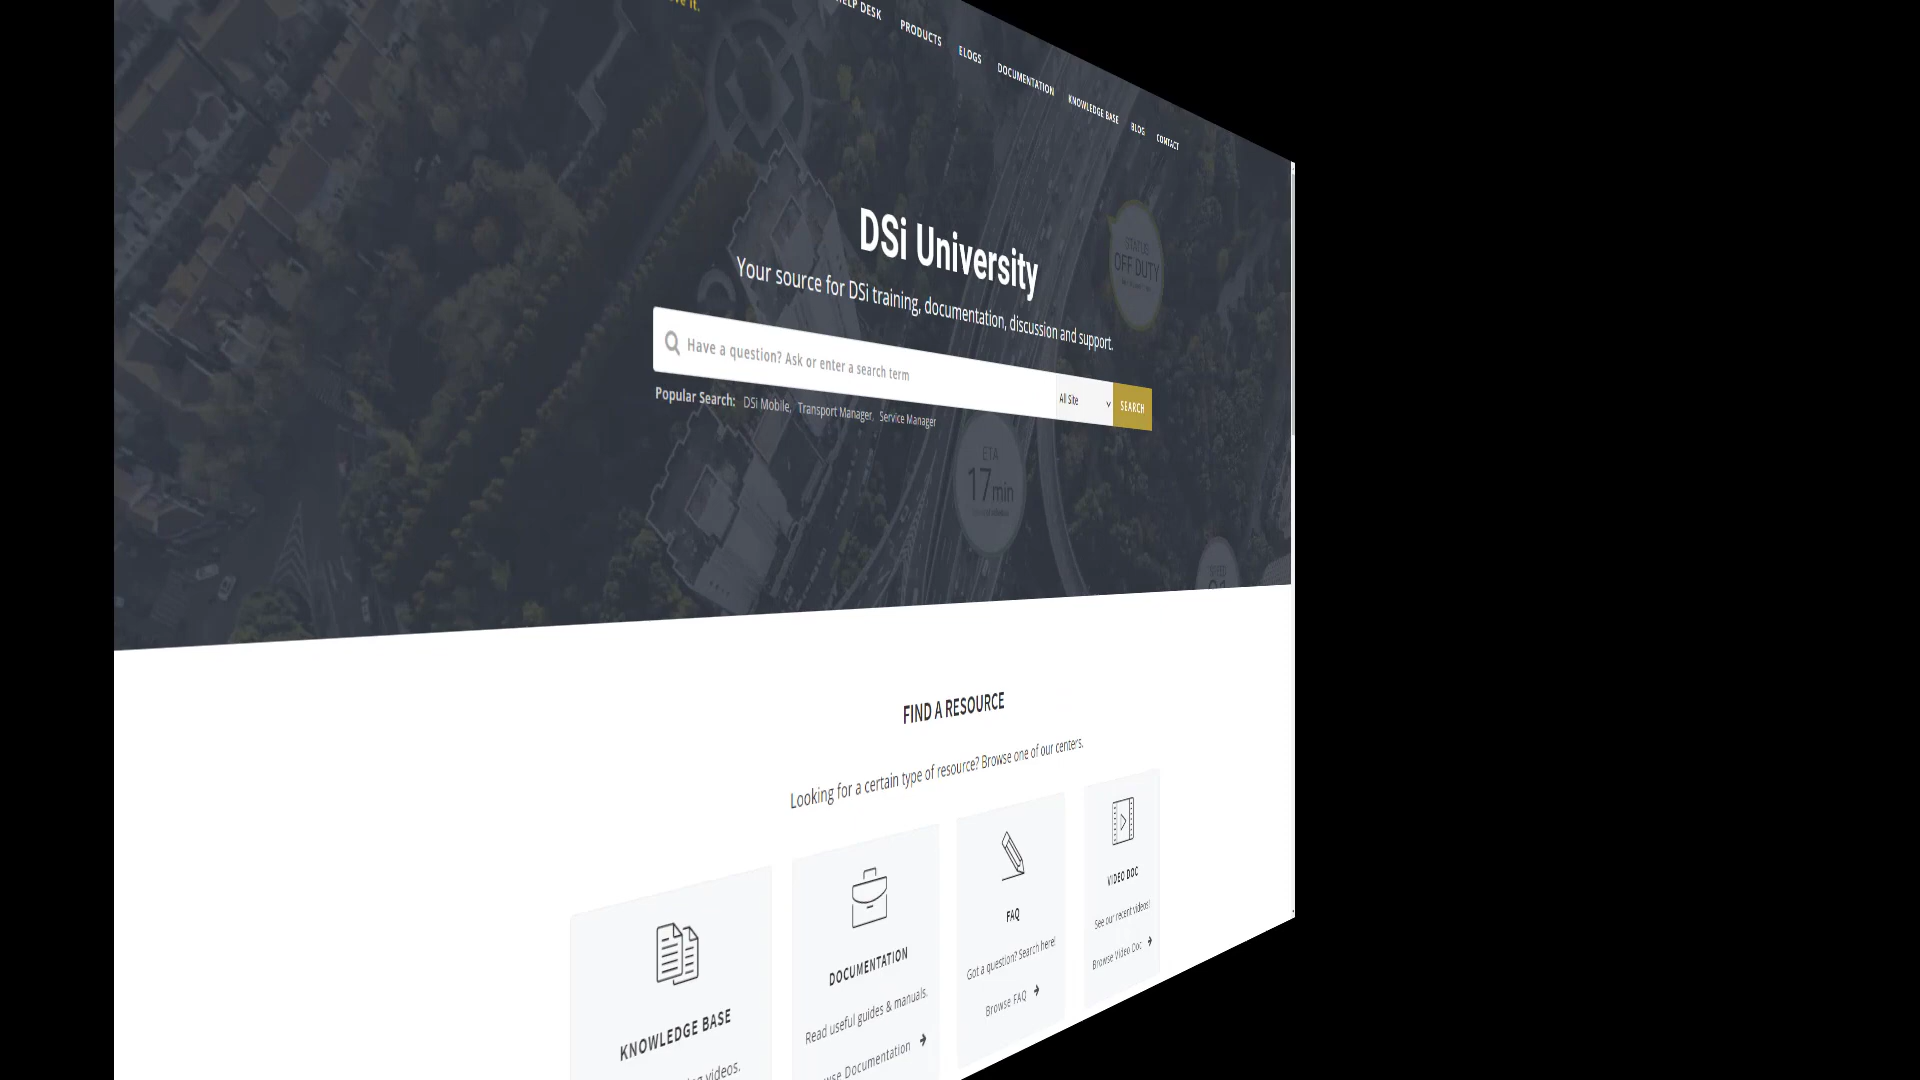 HELP DESK PRODUCTS ELOGS DOCUMENTATION KNOWLEDGE BASE BLOG CONTACT
DSi University
Your source for DSi training, documentation, discussion and support.
Have a question? Ask or enter a search term
All Site
SEARCH
Popular Search: DSi Mobile, Transport Manager, Service Manager
STATUS
OFF DUTY
ETA
17 min
SPEED
FIND A RESOURCE
Looking for a certain type of resource? Browse one of our centers.
KNOWLEDGE BASE
videos.
DOCUMENTATION
Read useful guides & manuals.
Documentation
FAQ
Got a question? Search here!
Browse FAQ
VIDEO DOC
See our recent videos!
Browse Video Doc